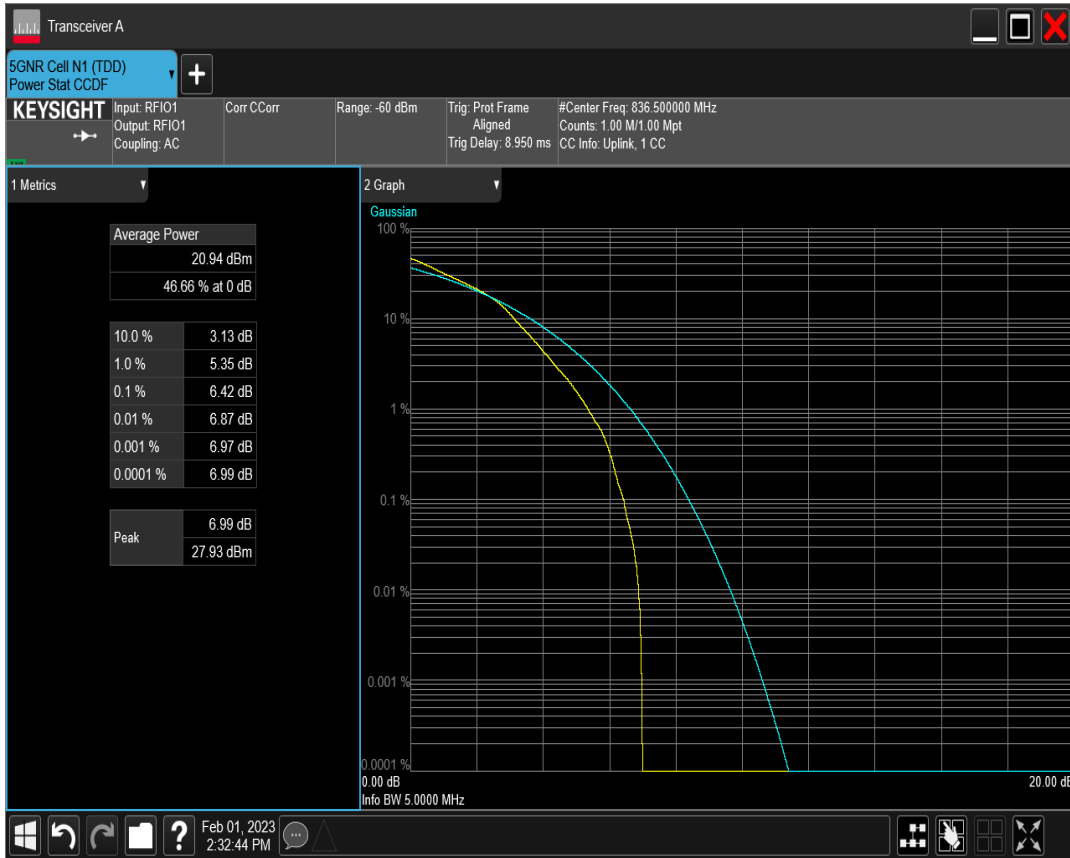 Transceiver A
5GNR Cell N1 (TDD)
Power Stat CCDF
KEYSIGHT
Input: RFIO1
Output: RFIO1
Coupling: AC
Corr CCorr
Range: -60 dBm
Trig: Prot Frame
Aligned
Trig Delay: 8.950 ms
#Center Freq: 836.500000 MHz
Counts: 1.00 M/1.00 Mpt
CC Info: Uplink, 1 CC
1 Metrics
Average Power
20.94 dBm
46.66 % at 0 dB
10.0 % 3.13 dB
1.0 % 5.35 dB
0.1 % 6.42 dB
0.01 % 6.87 dB
0.001 % 6.97 dB
0.0001 % 6.99 dB
Peak
6.99 dB
27.93 dBm
2 Graph
Gaussian
100 %
10 %
1 %
0.1 %
0.01 %
0.001 %
0.0001 %
0.00 dB
20.00 dB
Info BW 5.0000 MHz
Feb 01, 2023
2:32:44 PM